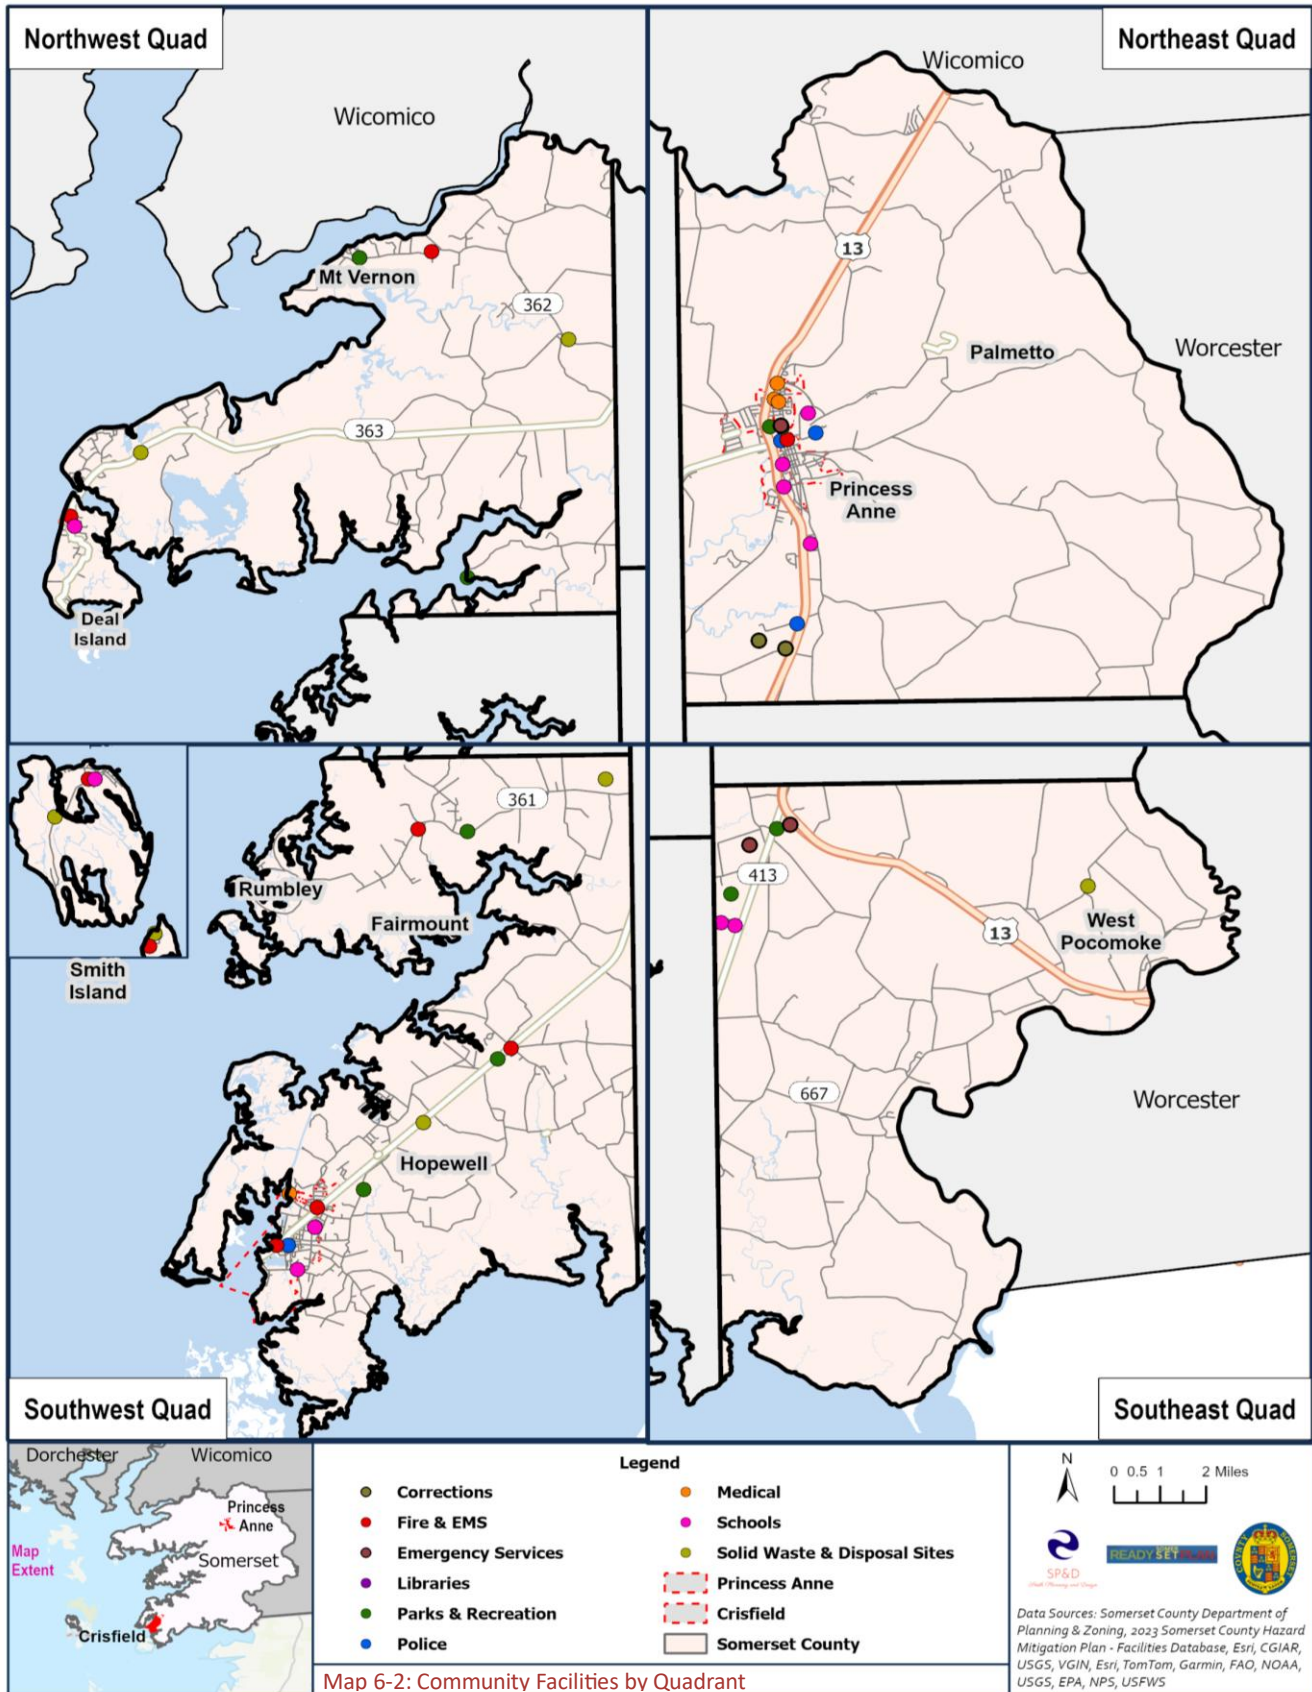 Northwest Quad
Wicomico
Mt Vernon
362
363
Deal
Island
Northeast Quad
Wicomico
13
Palmetto
Worcester
Princess
Anne
Smith
Island
361
Rumbley
Fairmount
Hopewell
Southwest Quad
413
West
Pocomoke
13
667
Worcester
Southeast Quad
Dorchester
Wicomico
Princess
Anne
Map
Extent
Somerset
Crisfield
Legend
Corrections
Fire & EMS
Emergency Services
Libraries
Parks & Recreation
Police
Medical
Schools
Solid Waste & Disposal Sites
Princess Anne
Crisfield
Somerset County
Map 6-2: Community Facilities by Quadrant
N
0 0.5 1 2 Miles
SP&D
READY SET
COUNTY
SOMERSET
Data Sources: Somerset County Department of
Planning & Zoning, 2023 Somerset County Hazard
Mitigation Plan - Facilities Database, Esri, CGIAR,
USGS, VGIN, Esri, TomTom, Garmin, FAO, NOAA,
USGS, EPA, NPS, USFWS